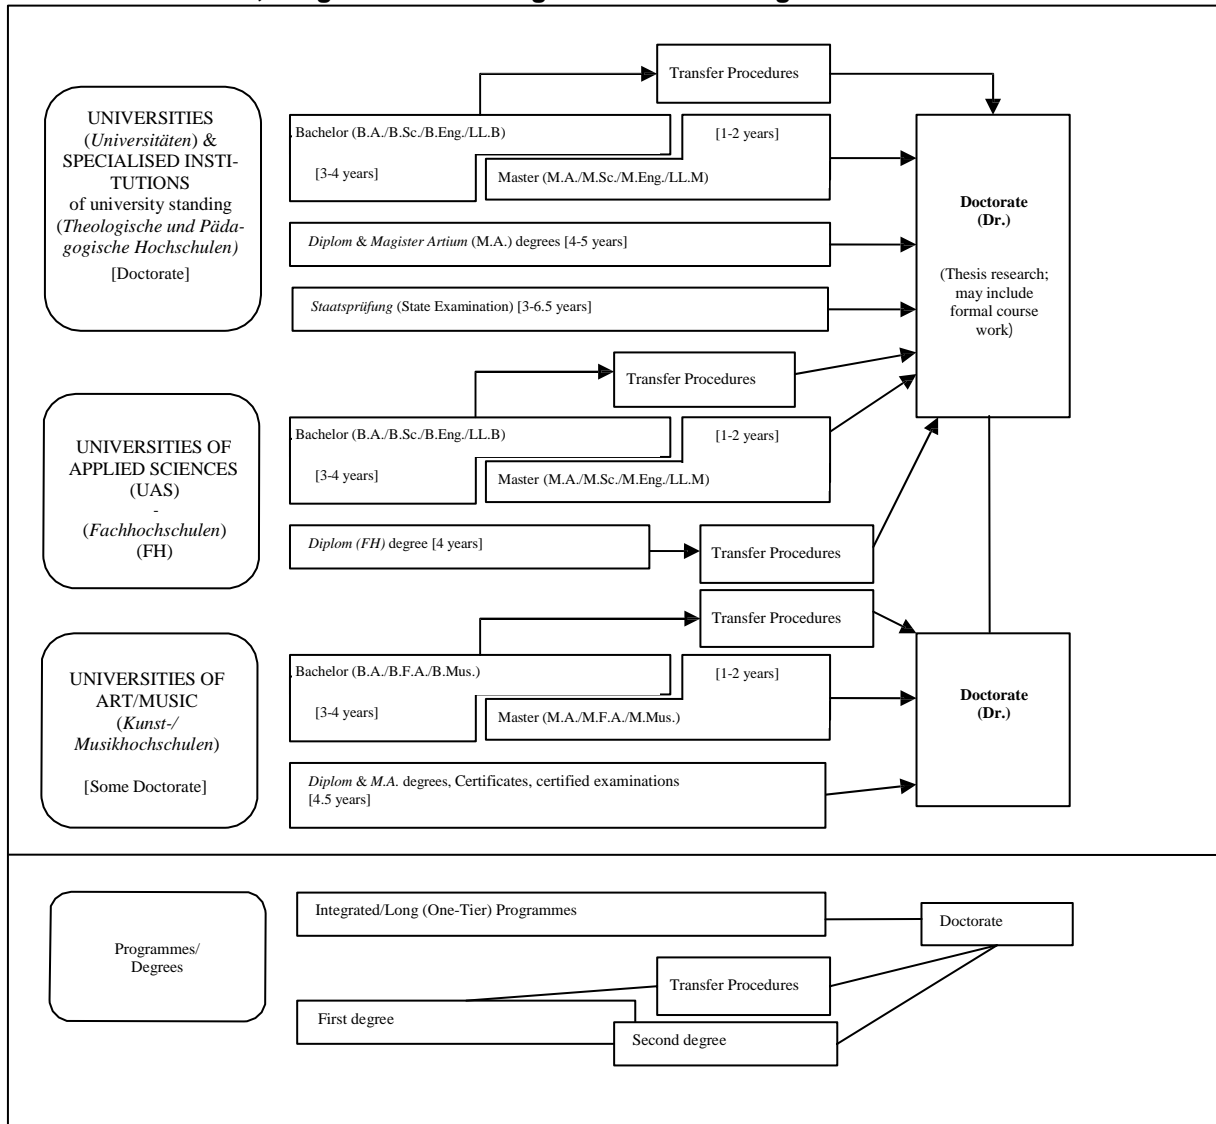 Transfer Procedures
UNIVERSITIES
(Universitäten) &
SPECIALISED INSTI-
TUTIONS
of university standing
(Theologische und Päda-
gogische Hochschulen)
[Doctorate]
Bachelor (B.A./B.Sc./B.Eng./LL.B)
[3-4 years]
[1-2 years]
Master (M.A./M.Sc./M.Eng./LL.M)
Diplom & Magister Artium (M.A.) degrees [4-5 years]
Staatsprüfung (State Examination) [3-6.5 years]
Doctorate
(Dr.)
(Thesis research;
may include
formal course
work)
Transfer Procedures
UNIVERSITIES OF
APPLIED SCIENCES
(UAS)
-
(Fachhochschulen)
(FH)
Bachelor (B.A./B.Sc./B.Eng./LL.B)
[3-4 years]
[1-2 years]
Master (M.A./M.Sc./M.Eng./LL.M)
Diplom (FH) degree [4 years]
Transfer Procedures
Transfer Procedures
UNIVERSITIES OF
ART/MUSIC
(Kunst-/
Musikhochschulen)
[Some Doctorate]
Bachelor (B.A./B.F.A./B.Mus.)
[3-4 years]
[1-2 years]
Master (M.A./M.F.A./M.Mus.)
Diplom & M.A. degrees, Certificates, certified examinations
[4.5 years]
Doctorate
(Dr.)
Programmes/
Degrees
Integrated/Long (One-Tier) Programmes
Doctorate
Transfer Procedures
First degree
Second degree